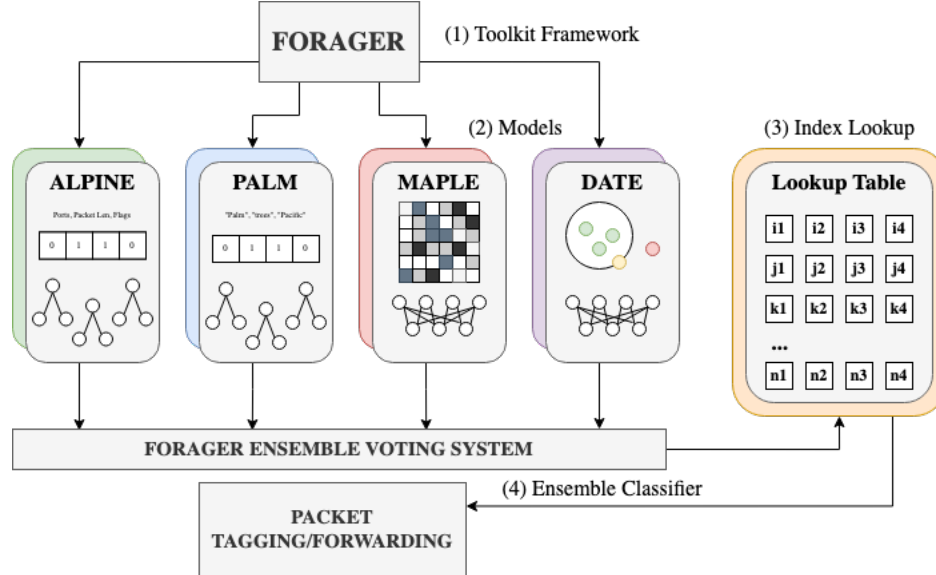 FORAGER
(1) Toolkit Framework
(2) Models
(3) Index Lookup
ALPINE
Ports, Packet Len, Flags
0 1 1 0
PALM
"Palm", "trees", "Pacific"
0 1 1 0
MAPLE
DATE
Lookup Table
i1 i2 i3 i4
j1 j2 j3 j4
k1 k2 k3 k4
...
n1 n2 n3 n4
FORAGER ENSEMBLE VOTING SYSTEM
(4) Ensemble Classifier
PACKET
TAGGING/FORWARDING